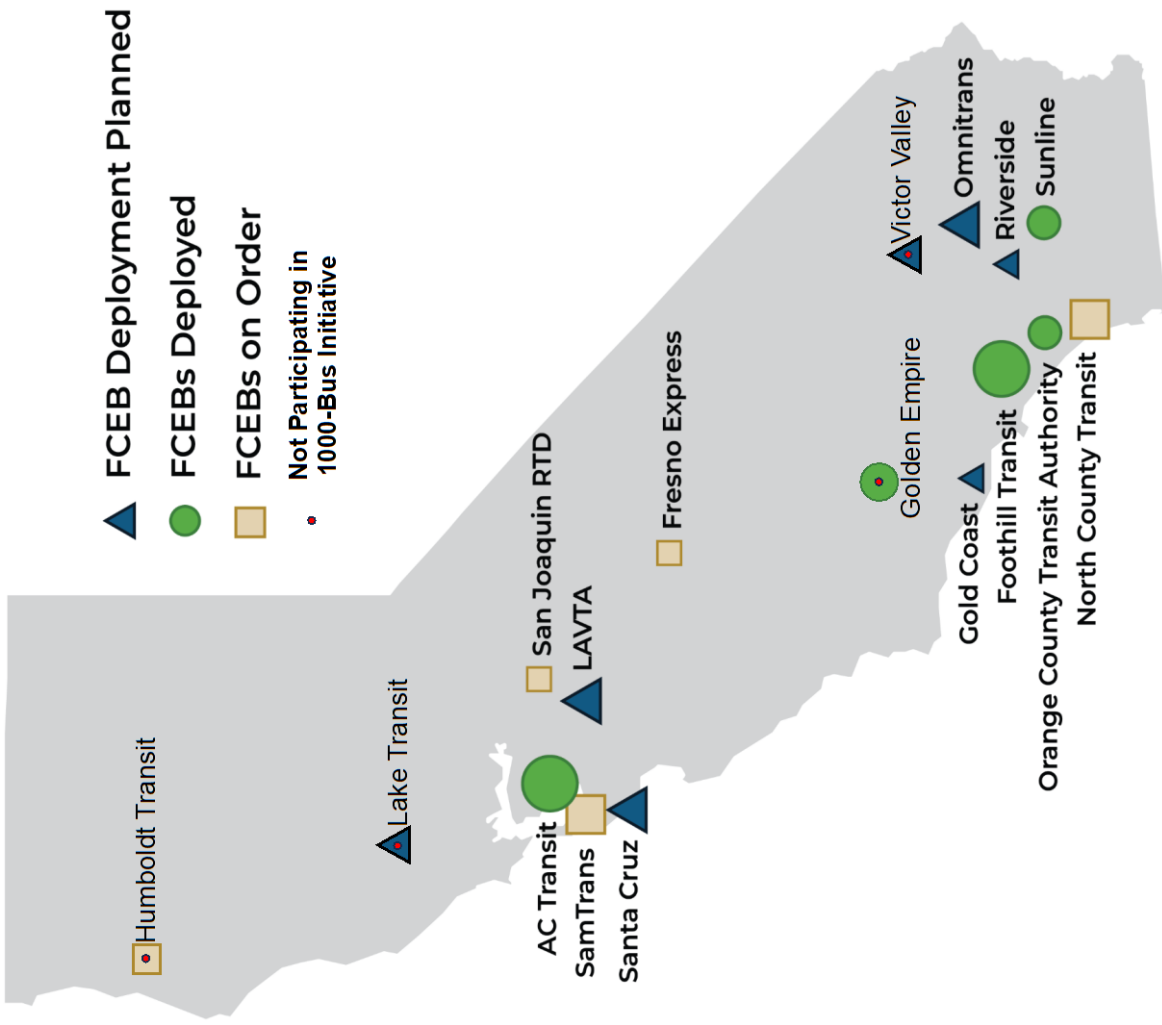 FCEB Deployment Planned
FCEBs Deployed
FCEBs on Order
Not Participating in
1000-Bus Initiative
Humboldt Transit
Lake Transit
San Joaquin RTD
LAVTA
AC Transit
SamTrans
Santa Cruz
Fresno Express
Golden Empire
Victor Valley
Omnitrans
Riverside
Sunline
Gold Coast
Foothill Transit
Orange County Transit Authority
North County Transit